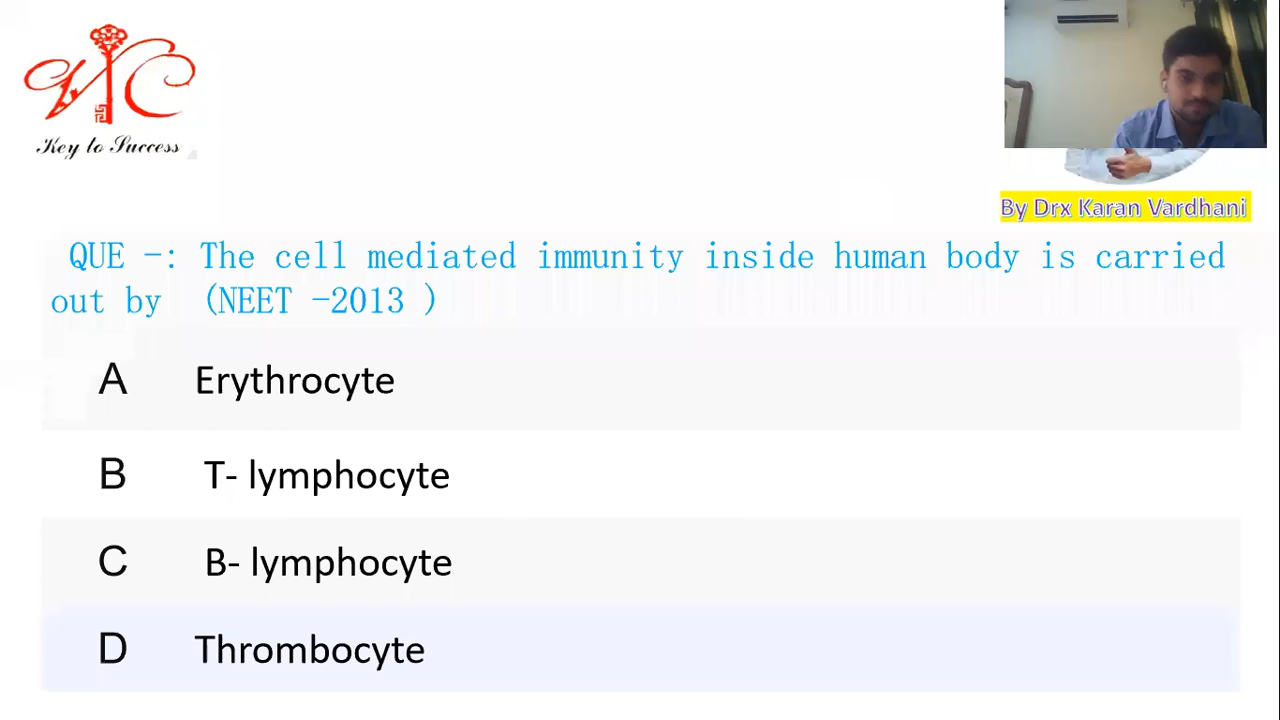 Key to Success
By Drx Karan Vardhani
QUE -: The cell mediated immunity inside human body is carried
out by (NEET -2013 )
A Erythrocyte
B T- lymphocyte
C B- lymphocyte
D Thrombocyte